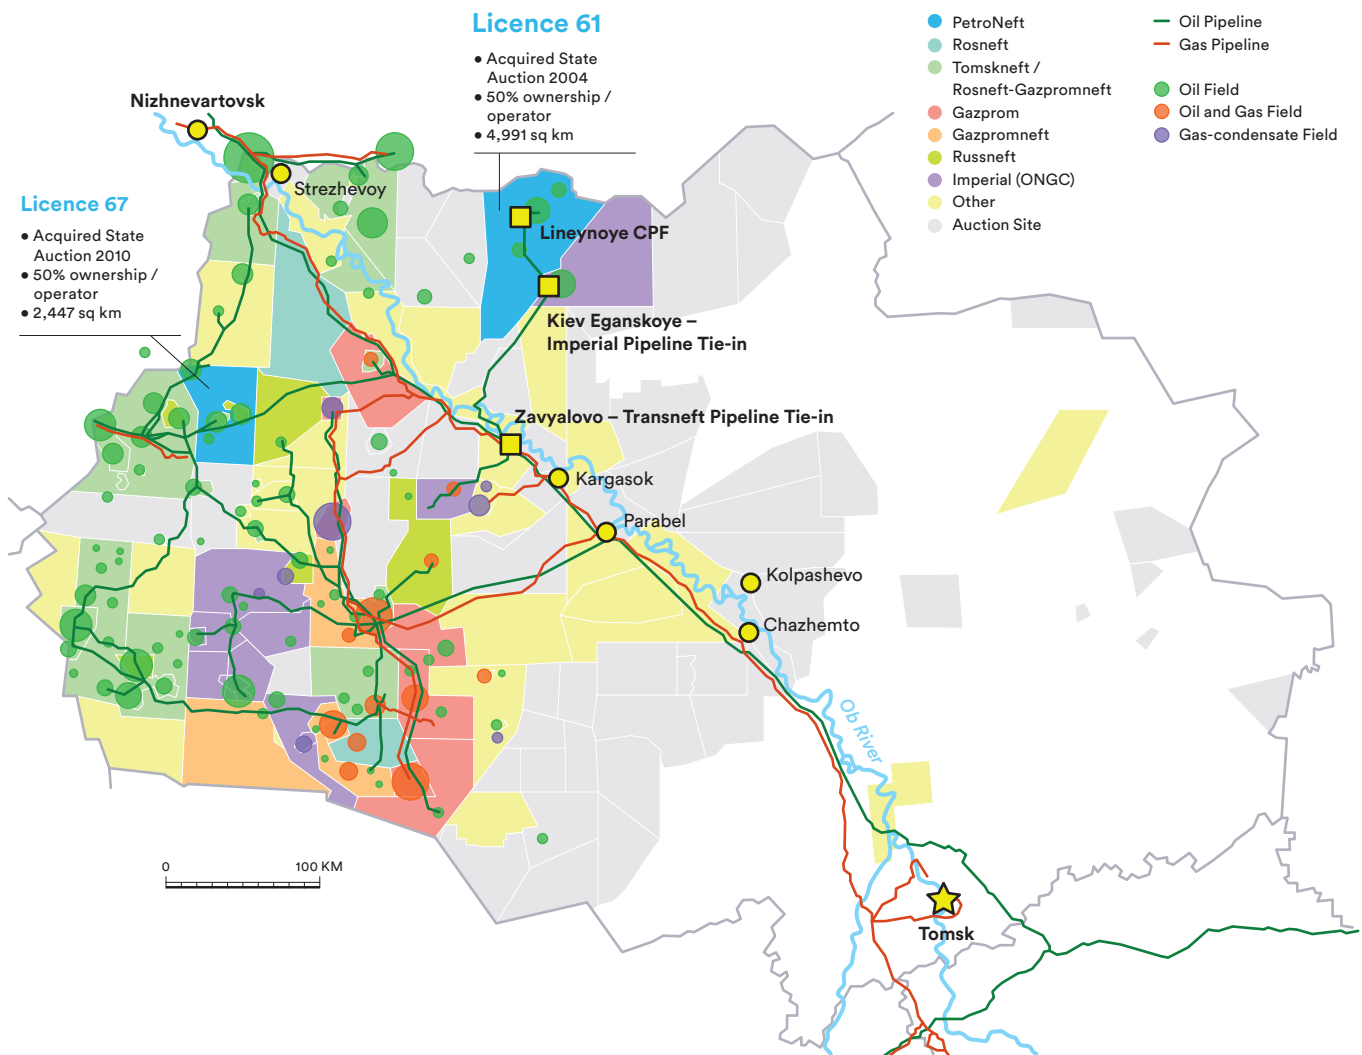 Licence 61
● Acquired State
Auction 2004
● 50% ownership /
operator
● 4,991 sq km
PetroNeft
Rosneft
Tomskneft /
Rosneft-Gazpromneft
Gazprom
Gazpromneft
Russneft
Imperial (ONGC)
Other
Auction Site
Oil Pipeline
Gas Pipeline
Oil Field
Oil and Gas Field
Gas-condensate Field
Nizhnevartovsk
Strezhevoy
Licence 67
● Acquired State
Auction 2010
● 50% ownership /
operator
● 2,447 sq km
Lineynoye CPF
Kiev Eganskoye –
Imperial Pipeline Tie-in
Zavyalovo – Transneft Pipeline Tie-in
Kargasok
Parabel
Kolpashevo
Chazhemto
Ob River
0 100 KM
Tomsk